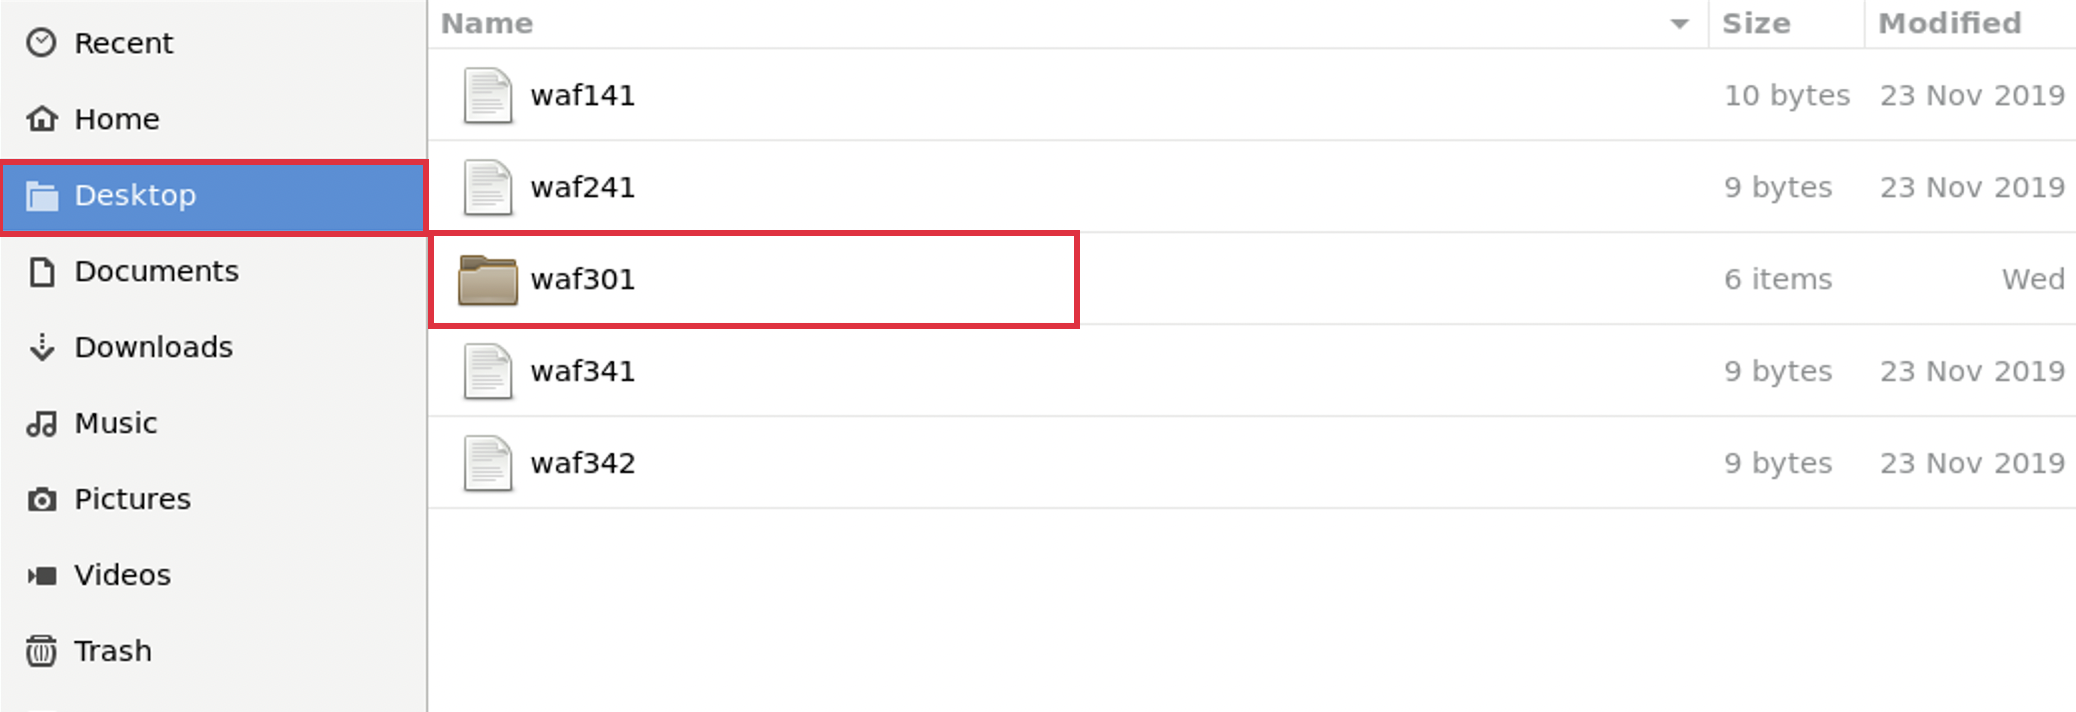 Recent
Home
Desktop
Documents
Downloads
Music
Pictures
Videos
Trash
Name Size Modified
waf141 10 bytes 23 Nov 2019
waf241 9 bytes 23 Nov 2019
waf301 6 items Wed
waf341 9 bytes 23 Nov 2019
waf342 9 bytes 23 Nov 2019